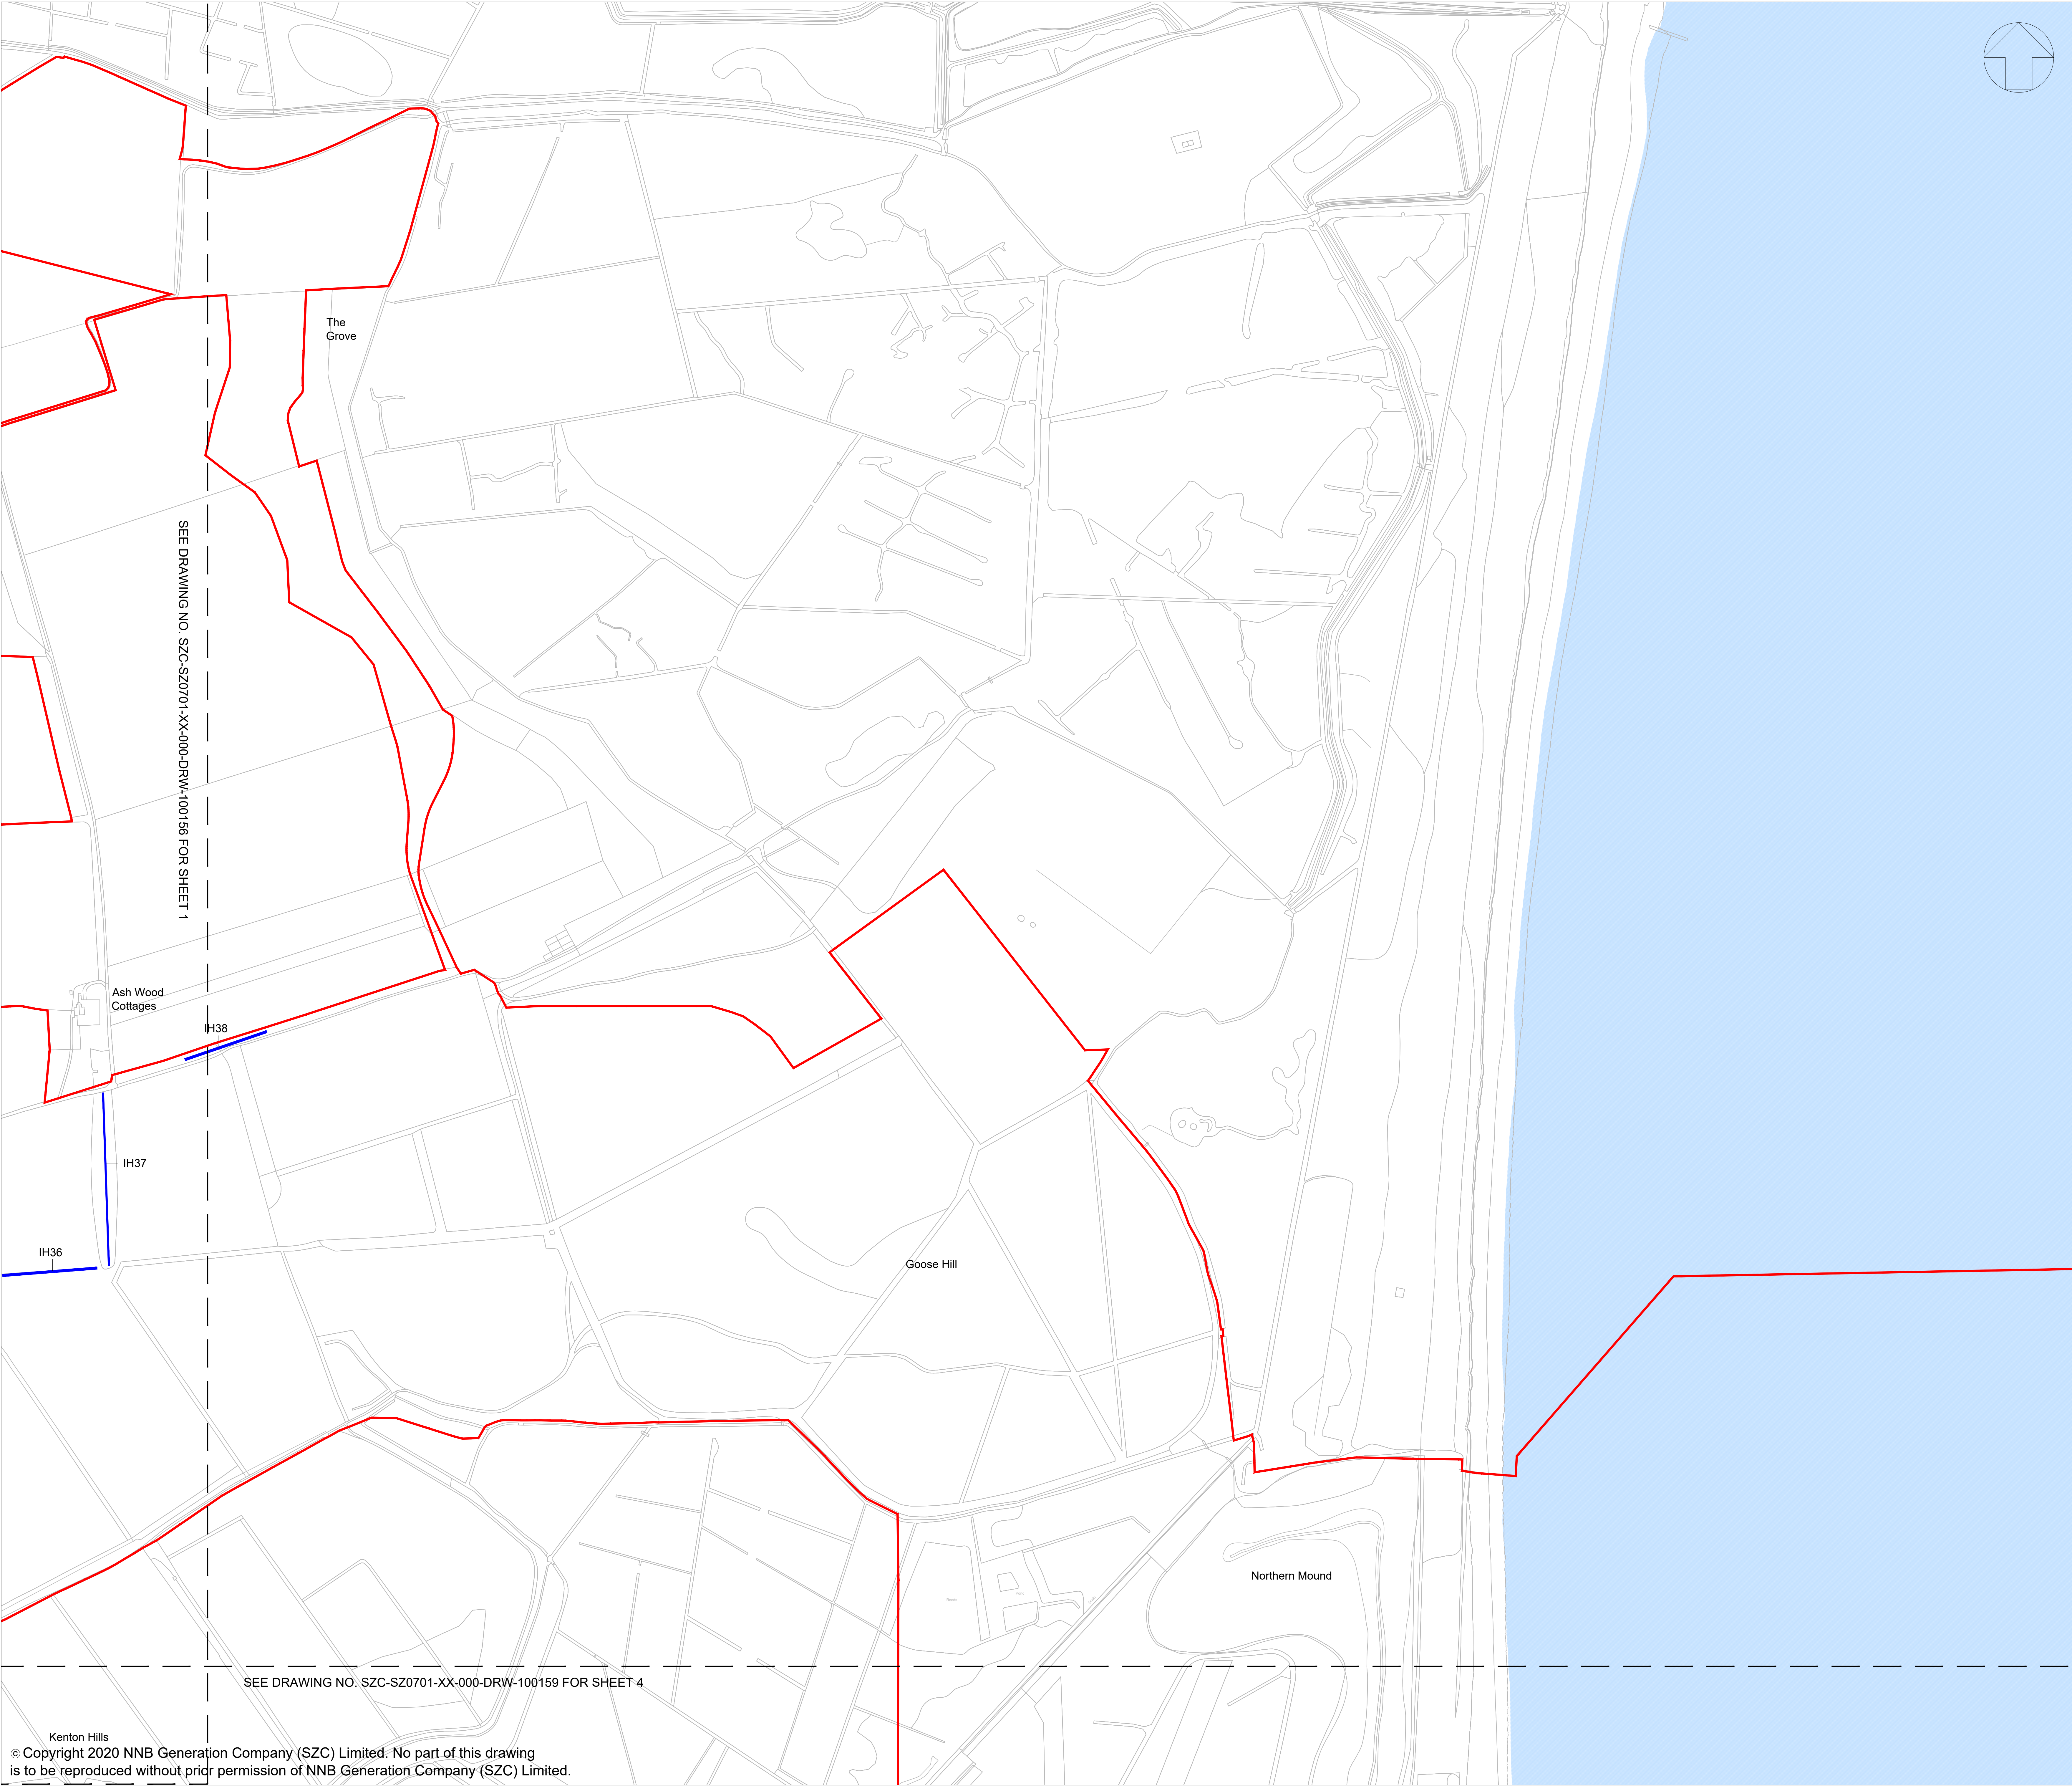 The
Grove
SEE DRAWING NO. SZC-SZ0701-XX-000-DRW-100156 FOR SHEET 1
Ash Wood
Cottages
IH38
IH37
IH36
Goose Hill
Northern Mound
SEE DRAWING NO. SZC-SZ0701-XX-000-DRW-100159 FOR SHEET 4
Kenton Hills
© Copyright 2020 NNB Generation Company (SZC) Limited. No part of this drawing
is to be reproduced without prior permission of NNB Generation Company (SZC) Limited.